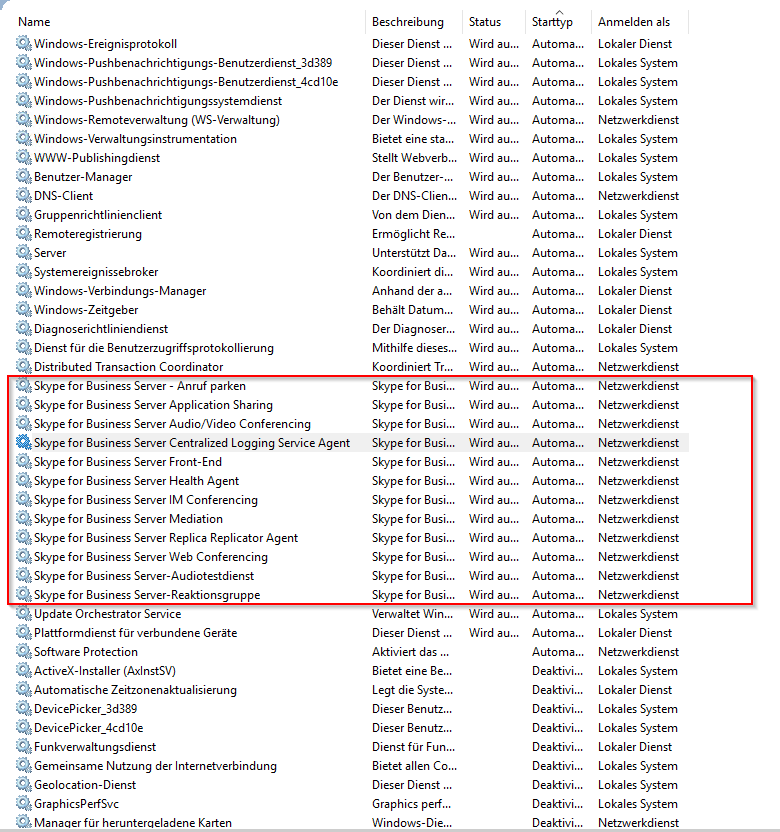 Name Beschreibung Status Starttyp Anmelden als
Windows-Ereignisprotokoll Dieser Dienst ... Wird au... Automa... Lokaler Dienst
Windows-Pushbenachrichtigungs-Benutzerdienst_3d389 Dieser Dienst ... Wird au... Automa... Lokales System
Windows-Pushbenachrichtigungs-Benutzerdienst_4cd10e Dieser Dienst ... Wird au... Automa... Lokales System
Windows-Pushbenachrichtigungssystemdienst Der Dienst wir... Wird au... Automa... Lokales System
Windows-Remoteverwaltung (WS-Verwaltung) Der Windows-... Wird au... Automa... Netzwerkdienst
Windows-Verwaltungsinstrumentation Bietet eine sta... Wird au... Automa... Lokales System
WWW-Publishingdienst Stellt Webverb... Wird au... Automa... Lokales System
Benutzer-Manager Der Benutzer-... Wird au... Automa... Lokales System
DNS-Client Der DNS-Clien... Wird au... Automa... Netzwerkdienst
Gruppenrichtlinienclient Von dem Dien... Wird au... Automa... Lokales System
Remoteregistrierung Ermöglicht Re... Automa... Lokaler Dienst
Server Unterstützt Da... Wird au... Automa... Lokales System
Systemereignissebroker Koordiniert di... Wird au... Automa... Lokales System
Windows-Verbindungs-Manager Anhand der a... Wird au... Automa... Lokaler Dienst
Windows-Zeitgeber Behält Datum... Wird au... Automa... Lokaler Dienst
Diagnoserichtliniendienst Der Diagnoser... Wird au... Automa... Lokaler Dienst
Dienst für die Benutzerzugriffsprotokollierung Mithilfe dieses... Wird au... Automa... Lokales System
Distributed Transaction Coordinator Koordiniert Tr... Wird au... Automa... Netzwerkdienst
Skype for Business Server - Anruf parken Skype for Busi... Wird au... Automa... Netzwerkdienst
Skype for Business Server Application Sharing Skype for Busi... Wird au... Automa... Netzwerkdienst
Skype for Business Server Audio/Video Conferencing Skype for Busi... Wird au... Automa... Netzwerkdienst
Skype for Business Server Centralized Logging Service Agent Skype for Busi... Wird au... Automa... Netzwerkdienst
Skype for Business Server Front-End Skype for Busi... Wird au... Automa... Netzwerkdienst
Skype for Business Server Health Agent Skype for Busi... Wird au... Automa... Netzwerkdienst
Skype for Business Server IM Conferencing Skype for Busi... Wird au... Automa... Netzwerkdienst
Skype for Business Server Mediation Skype for Busi... Wird au... Automa... Netzwerkdienst
Skype for Business Server Replica Replicator Agent Skype for Busi... Wird au... Automa... Netzwerkdienst
Skype for Business Server Web Conferencing Skype for Busi... Wird au... Automa... Netzwerkdienst
Skype for Business Server-Audiotestdienst Skype for Busi... Wird au... Automa... Netzwerkdienst
Skype for Business Server-Reaktionsgruppe Skype for Busi... Wird au... Automa... Netzwerkdienst
Update Orchestrator Service Verwaltet Win... Wird au... Automa... Lokales System
Plattformdienst für verbundene Geräte Dieser Dienst ... Wird au... Automa... Lokaler Dienst
Software Protection Aktiviert das ... Automa... Netzwerkdienst
ActiveX-Installer (AxInstSV) Bietet eine Be... Deaktivi... Lokales System
Automatische Zeitzonenaktualisierung Legt die Syste... Deaktivi... Lokaler Dienst
DevicePicker_3d389 Dieser Benutz... Deaktivi... Lokales System
DevicePicker_4cd10e Dieser Benutz... Deaktivi... Lokales System
Funkverwaltungsdienst Dienst für Fun... Deaktivi... Lokaler Dienst
Gemeinsame Nutzung der Internetverbindung Bietet allen Co... Deaktivi... Lokales System
Geolocation-Dienst Dieser Dienst ... Deaktivi... Lokales System
GraphicsPerfSvc Graphics perf... Deaktivi... Lokales System
Manager für heruntergeladene Karten Windows-Die... Deaktivi... Netzwerkdienst